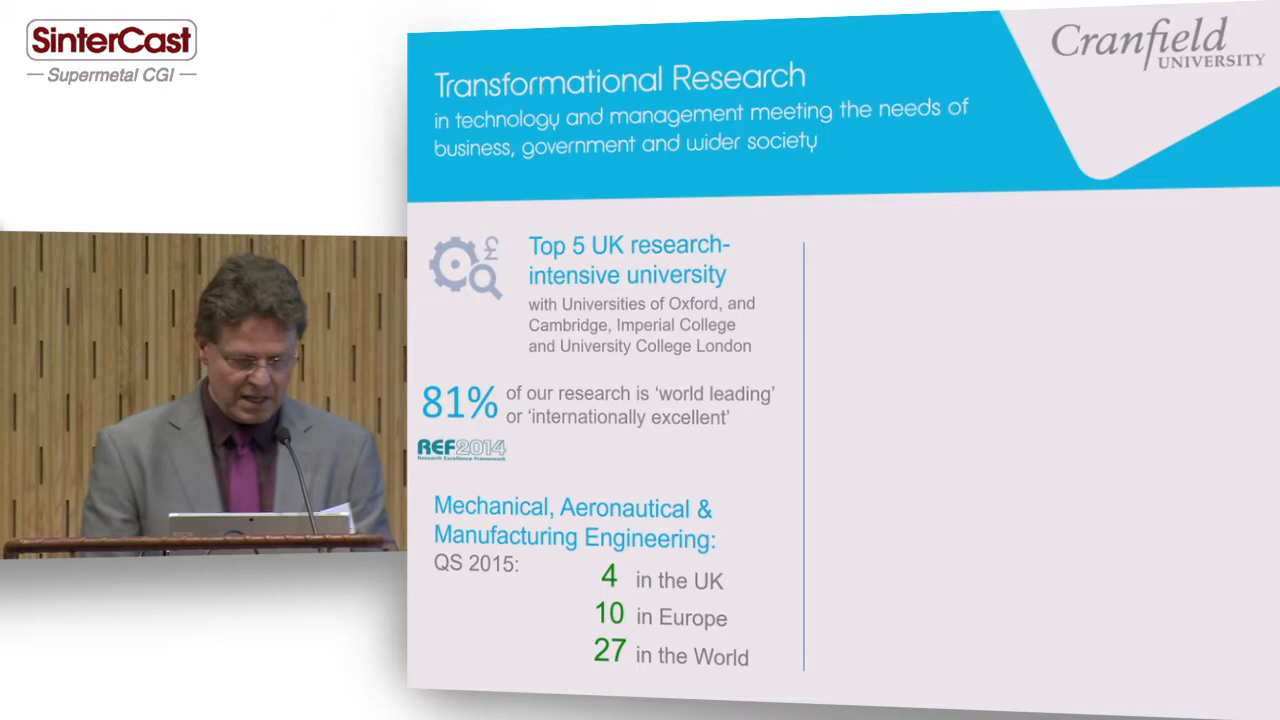 SinterCast
Supermetal CGI
Cranfield
UNIVERSITY
Transformational Research
in technology and management meeting the needs of
business, government and wider society
£
Top 5 UK research-
intensive university
with Universities of Oxford, and
Cambridge, Imperial College
and University College London
81% of our research is ‘world leading’
or ‘internationally excellent’
REF2014
Research Excellence Framework
Mechanical, Aeronautical &
Manufacturing Engineering:
QS 2015:
4 in the UK
10 in Europe
27 in the World